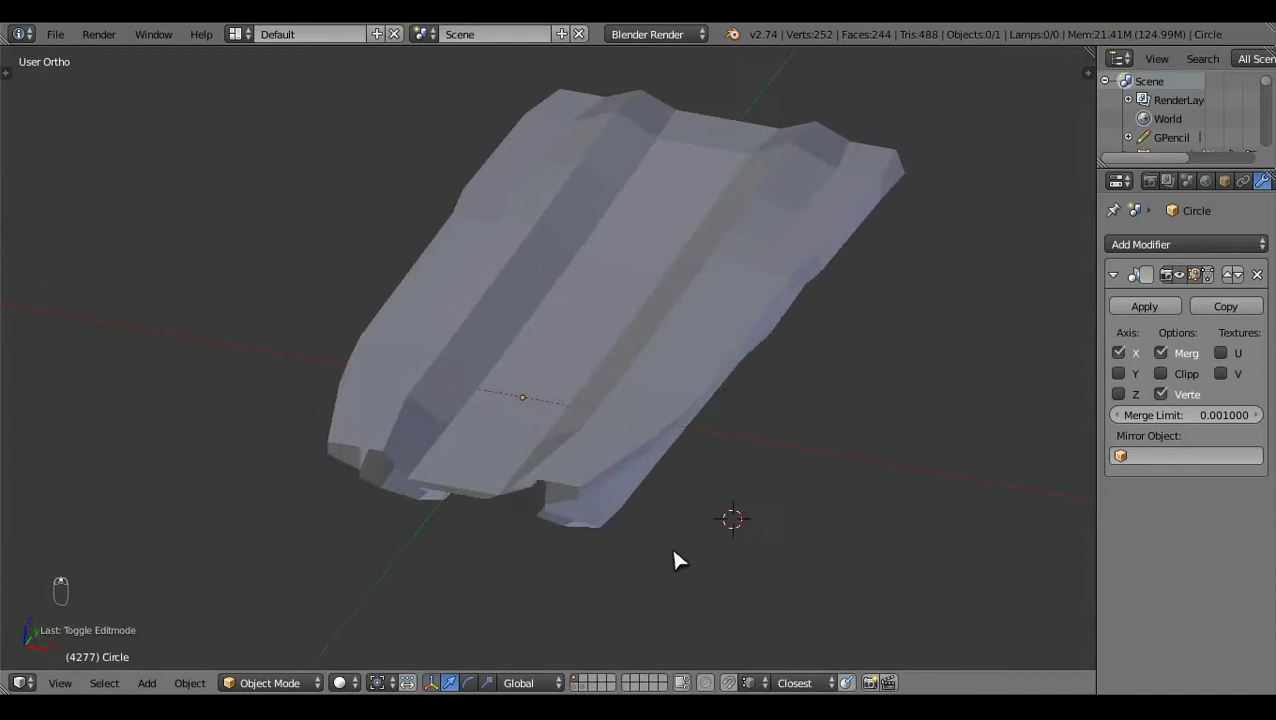 File Render Window Help Default Scene Blender Render v2.74 | Verts:252 | Faces:244 | Tris:488 | Objects:0/1 | Lamps:0/0 | Mem:21.41M (124.99M) | Circle
User Ortho
View Search All Scen
Scene
RenderLay
World
GPencil
Circle
Add Modifier
Apply Copy
Axis: Options: Textures:
X Merg U
Y Clipp V
Z Verte
Merge Limit: 0.001000
Mirror Object:
Last: Toggle Editmode
(4277) Circle
View Select Add Object Object Mode Global Closest